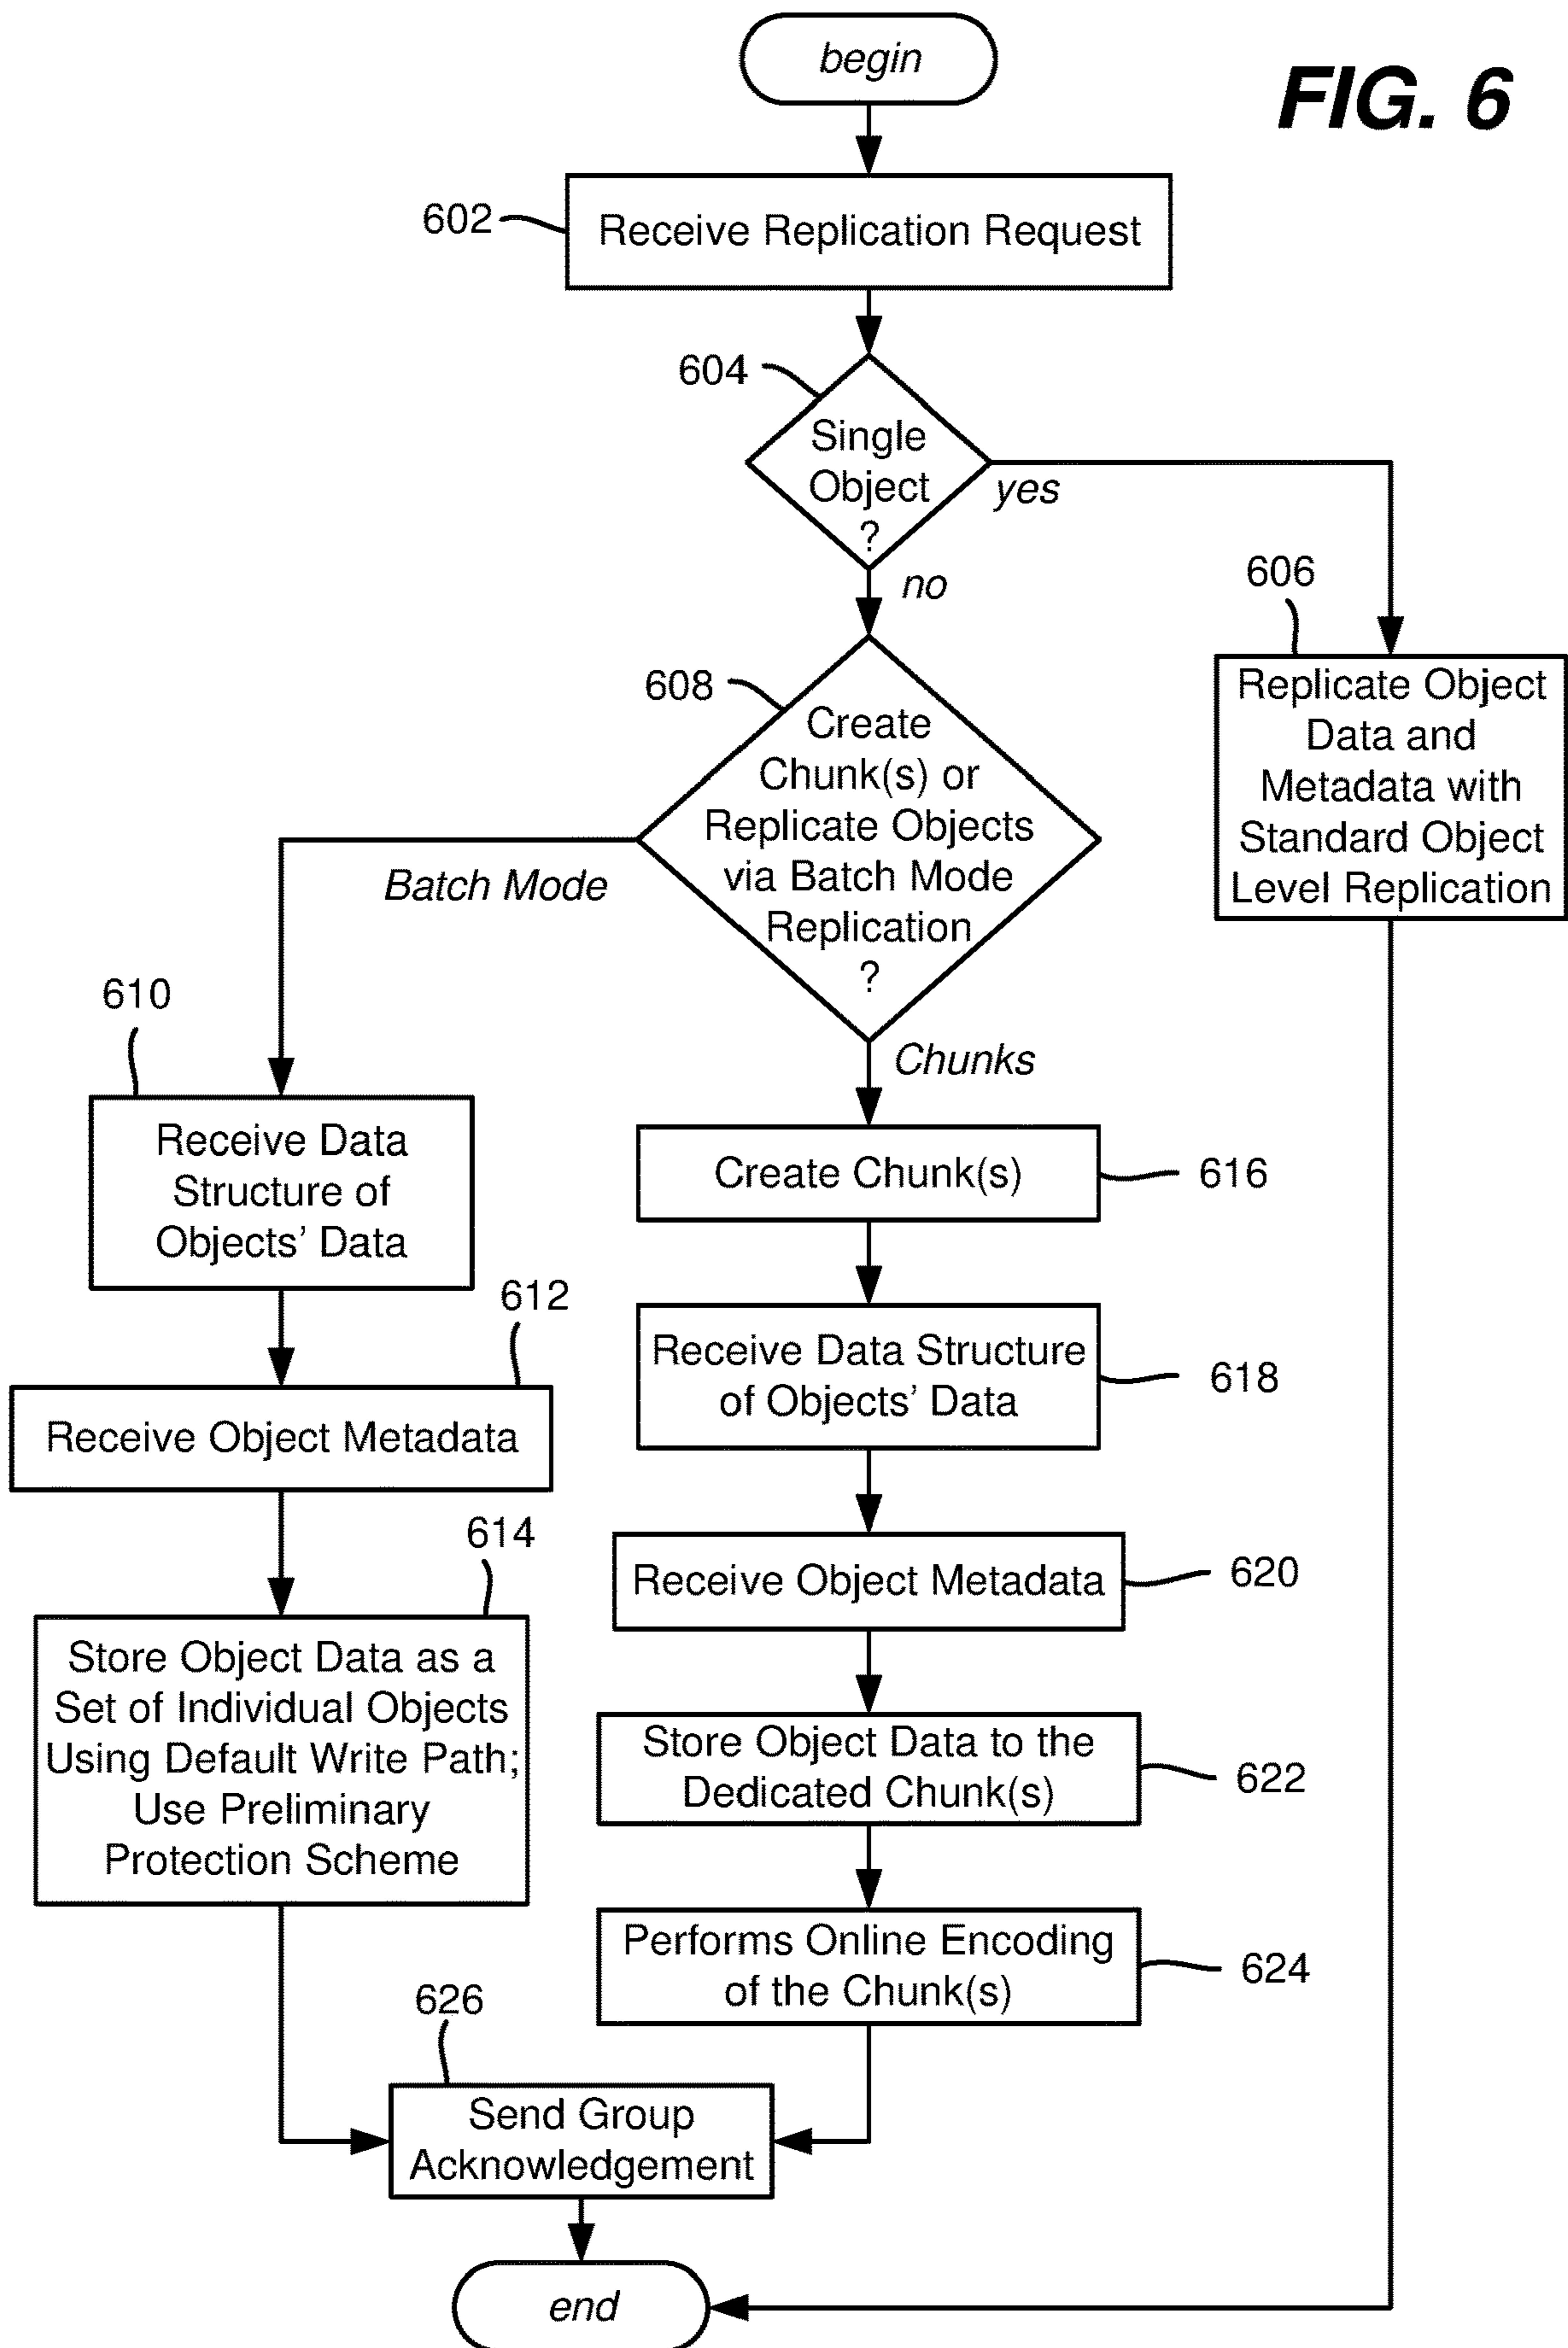 begin
FIG. 6
602
Receive Replication Request
604
Single
Object
?
yes
no
606
Replicate Object
Data and
Metadata with
Standard Object
Level Replication
608
Create
Chunk(s) or
Replicate Objects
via Batch Mode
Replication
?
Batch Mode
Chunks
610
Receive Data
Structure of
Objects’ Data
612
Receive Object Metadata
614
Store Object Data as a
Set of Individual Objects
Using Default Write Path;
Use Preliminary
Protection Scheme
Create Chunk(s)
616
Receive Data Structure
of Objects’ Data
618
Receive Object Metadata
620
Store Object Data to the
Dedicated Chunk(s)
622
Performs Online Encoding
of the Chunk(s)
624
626
Send Group
Acknowledgement
end